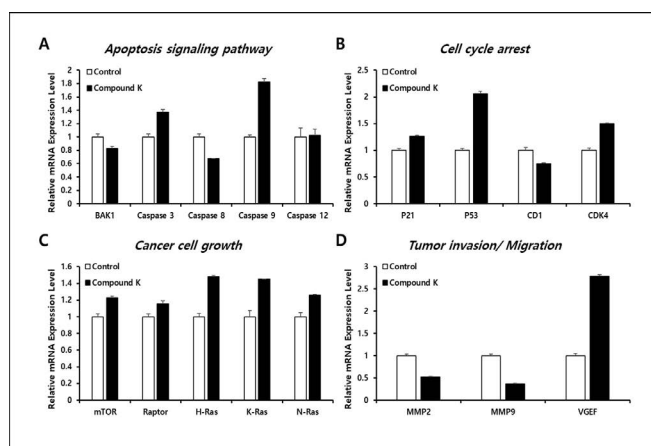 A Apoptosis signaling pathway
Relative mRNA Expression Level
2
1.8
1.6
1.4
1.2
1
0.8
0.6
0.4
0.2
0
Control
Compound K
BAK1 Caspase 3 Caspase 8 Caspase 9 Caspase 12
B Cell cycle arrest
Relative mRNA Expression Level
2.5
2
1.5
1
0.5
0
Control
Compound K
P21 P53 CD1 CDK4
C Cancer cell growth
Relative mRNA Expression Level
1.6
1.4
1.2
1
0.8
0.6
0.4
0.2
0
Control
Compound K
mTOR Raptor H-Ras K-Ras N-Ras
D Tumor invasion/ Migration
Relative mRNA Expression Level
3
2.5
2
1.5
1
0.5
0
Control
Compound K
MMP2 MMP9 VGEF